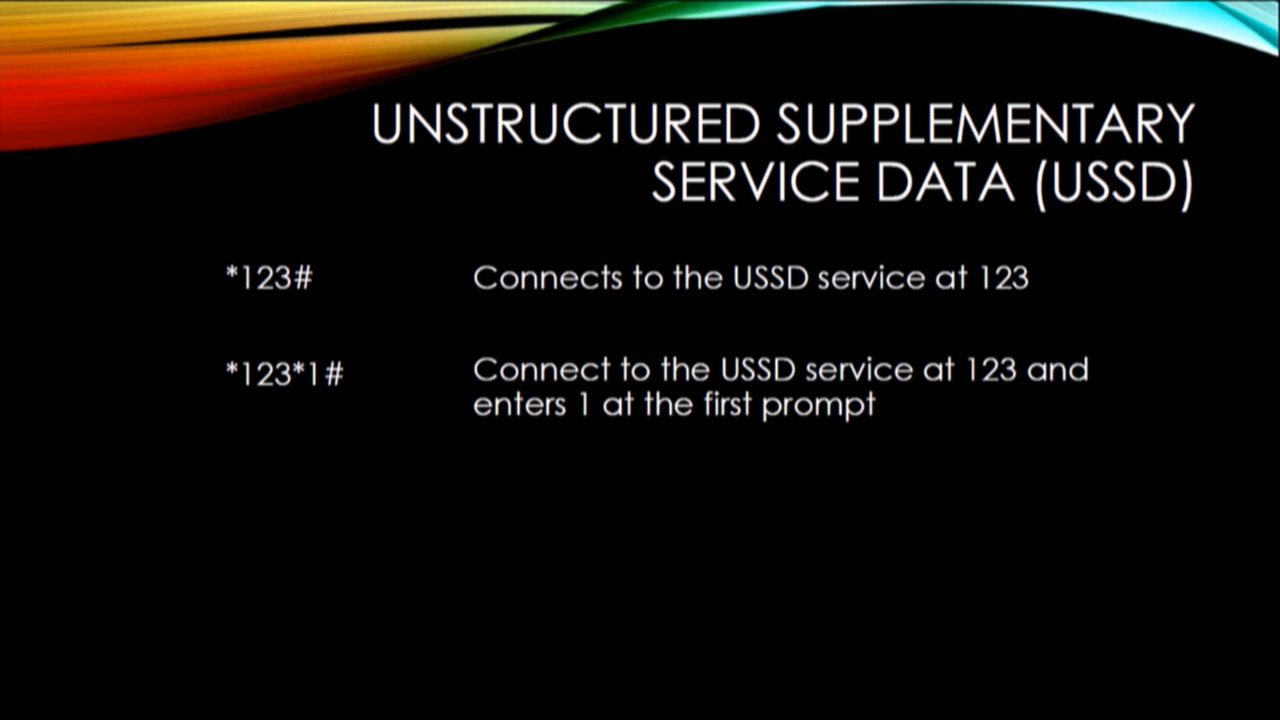 UNSTRUCTURED SUPPLEMENTARY
SERVICE DATA (USSD)
*123#
Connects to the USSD service at 123
*123*1#
Connect to the USSD service at 123 and
enters 1 at the first prompt